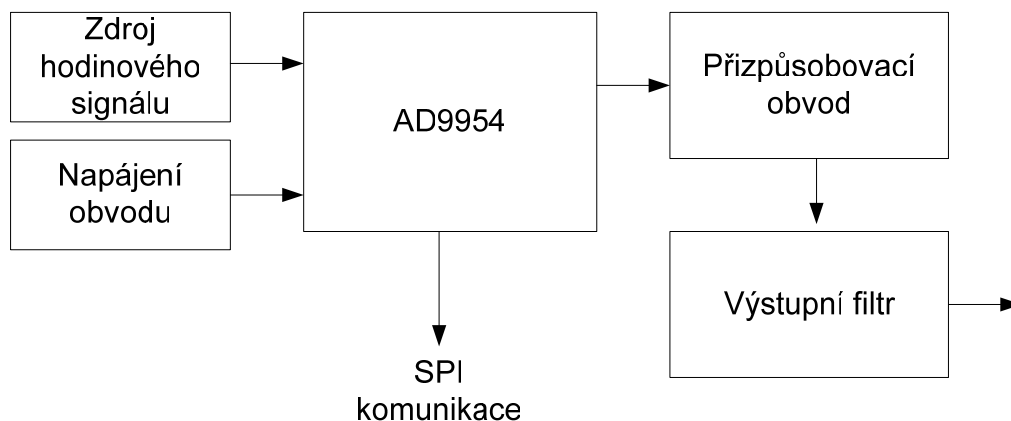 Zdroj
hodinového
signálu
Napájení
obvodu
AD9954
SPI
komunikace
Přizpůsobovací
obvod
Výstupní filtr